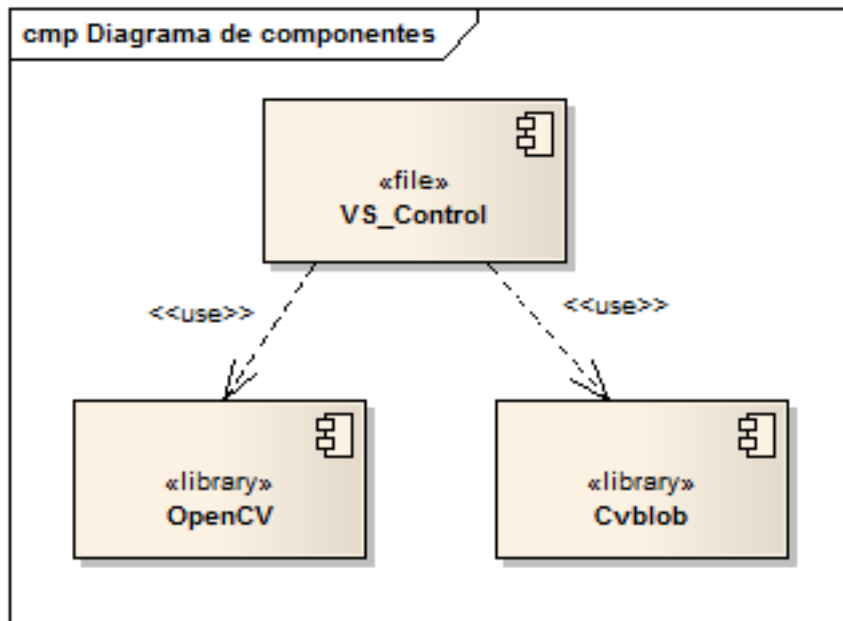 cmp Diagrama de componentes
«file»
VS_Control
<<use>>
<<use>>
«library»
OpenCV
«library»
Cvblob